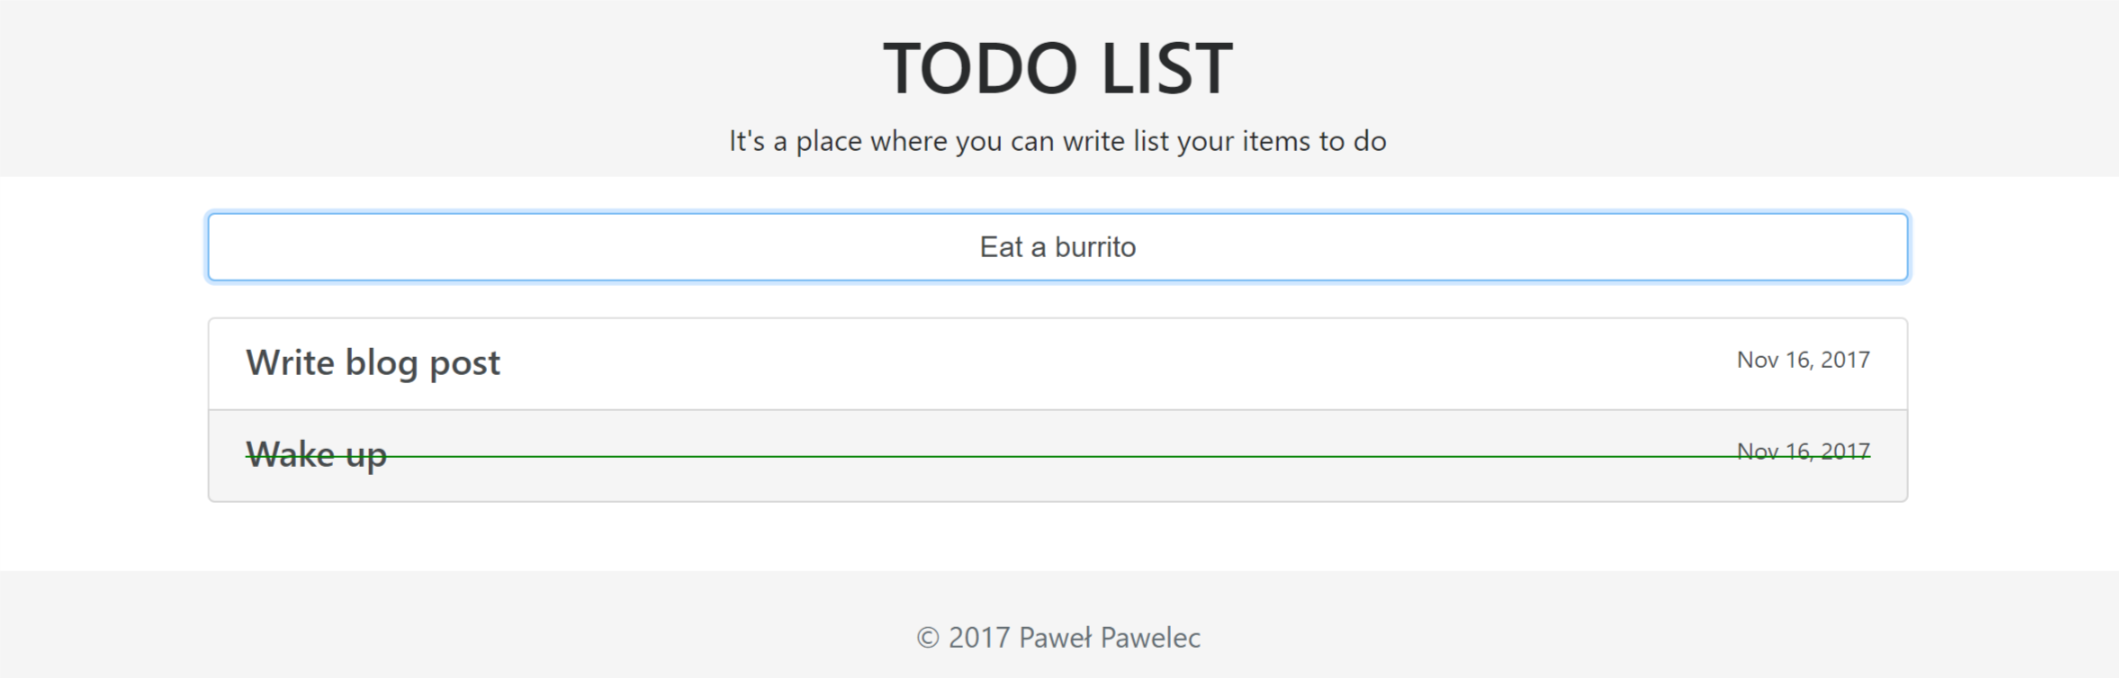 TODO LIST
It's a place where you can write list your items to do
Eat a burrito
Write blog post Nov 16, 2017
Wake up Nov 16, 2017
© 2017 Paweł Pawelec